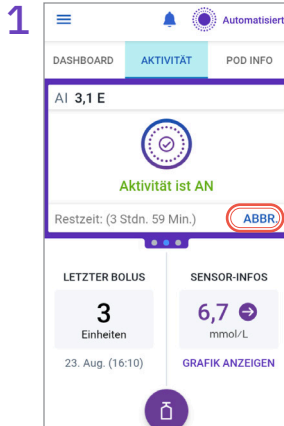 1
Automatisiert
DASHBOARD AKTIVITÄT POD INFO
AI 3,1 E
Aktivität ist AN
Restzeit: (3 Stdn. 59 Min.) ABBR.
LETZTER BOLUS SENSOR-INFOS
3 6,7
Einheiten mmol/L
23. Aug. (16:10) GRAFIK ANZEIGEN